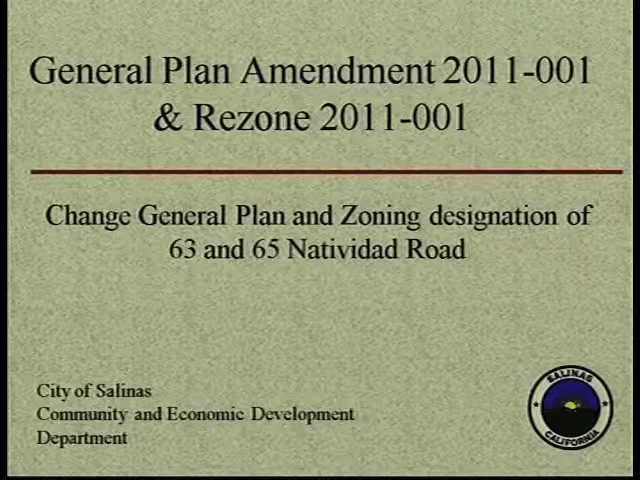 General Plan Amendment 2011-001
& Rezone 2011-001
Change General Plan and Zoning designation of
63 and 65 Natividad Road
City of Salinas
Community and Economic Development
Department
SALINAS
CALIFORNIA